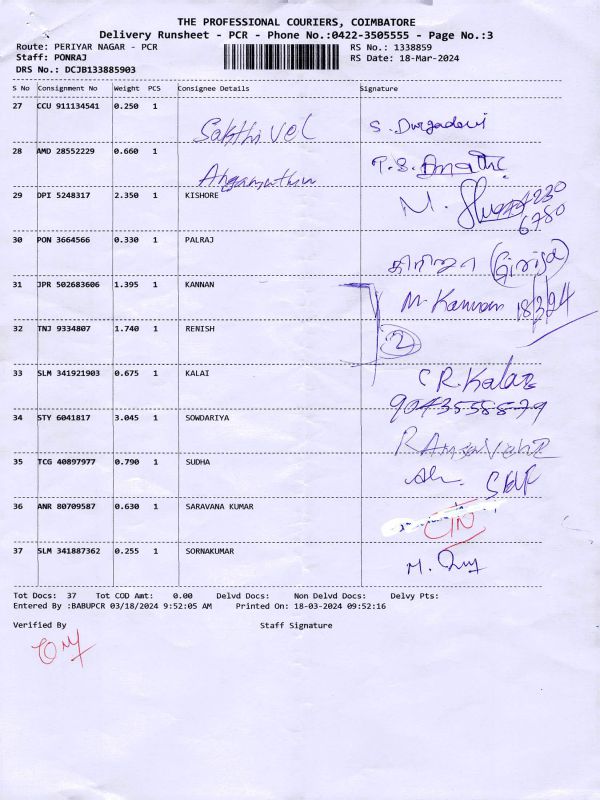 THE PROFESSIONAL COURIERS, COIMBATORE
Delivery Runsheet - PCR - Phone No.:0422-3505555 - Page No.:3
Route: PERIYAR NAGAR - PCR RS No.: 1338859
Staff: PONRAJ RS Date: 18-Mar-2024
DRS No.: DCJB133885903
S No Consignment No Weight PCS Consignee Details Signature
27 CCU 911134541 0.250 1 Sakthi Vel S. Durgadevi
28 AMD 28552229 0.660 1 Angamuthu P.S.
29 DPI 5248317 2.350 1 KISHORE M. 4230
6780
30 PON 3664566 0.330 1 PALRAJ கிரிஜா (Girija)
31 JPR 502683606 1.395 1 KANNAN M. Kannan 18/3/24
32 TNJ 9334807 1.740 1 RENISH 2
33 SLM 341921903 0.675 1 KALAI C R. Kalai
9043558879
34 STY 6041817 3.045 1 SOWDARIYA
35 TCG 40897977 0.790 1 SUDHA
36 ANR 80709587 0.630 1 SARAVANA KUMAR
37 SLM 341887362 0.255 1 SORNAKUMAR M.
Tot Docs: 37 Tot COD Amt: 0.00 Delvd Docs: Non Delvd Docs: Delvy Pts:
Entered By :BABUPCR 03/18/2024 9:52:05 AM Printed On: 18-03-2024 09:52:16
Verified By Staff Signature